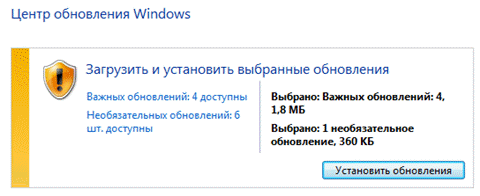 Центр обновления Windows
Загрузить и установить выбранные обновления
Важных обновлений: 4 доступны
Необязательных обновлений: 6
шт. доступны
Выбрано: Важных обновлений: 4,
1,8 МБ
Выбрано: 1 необязательное
обновление, 360 КБ
Установить обновления